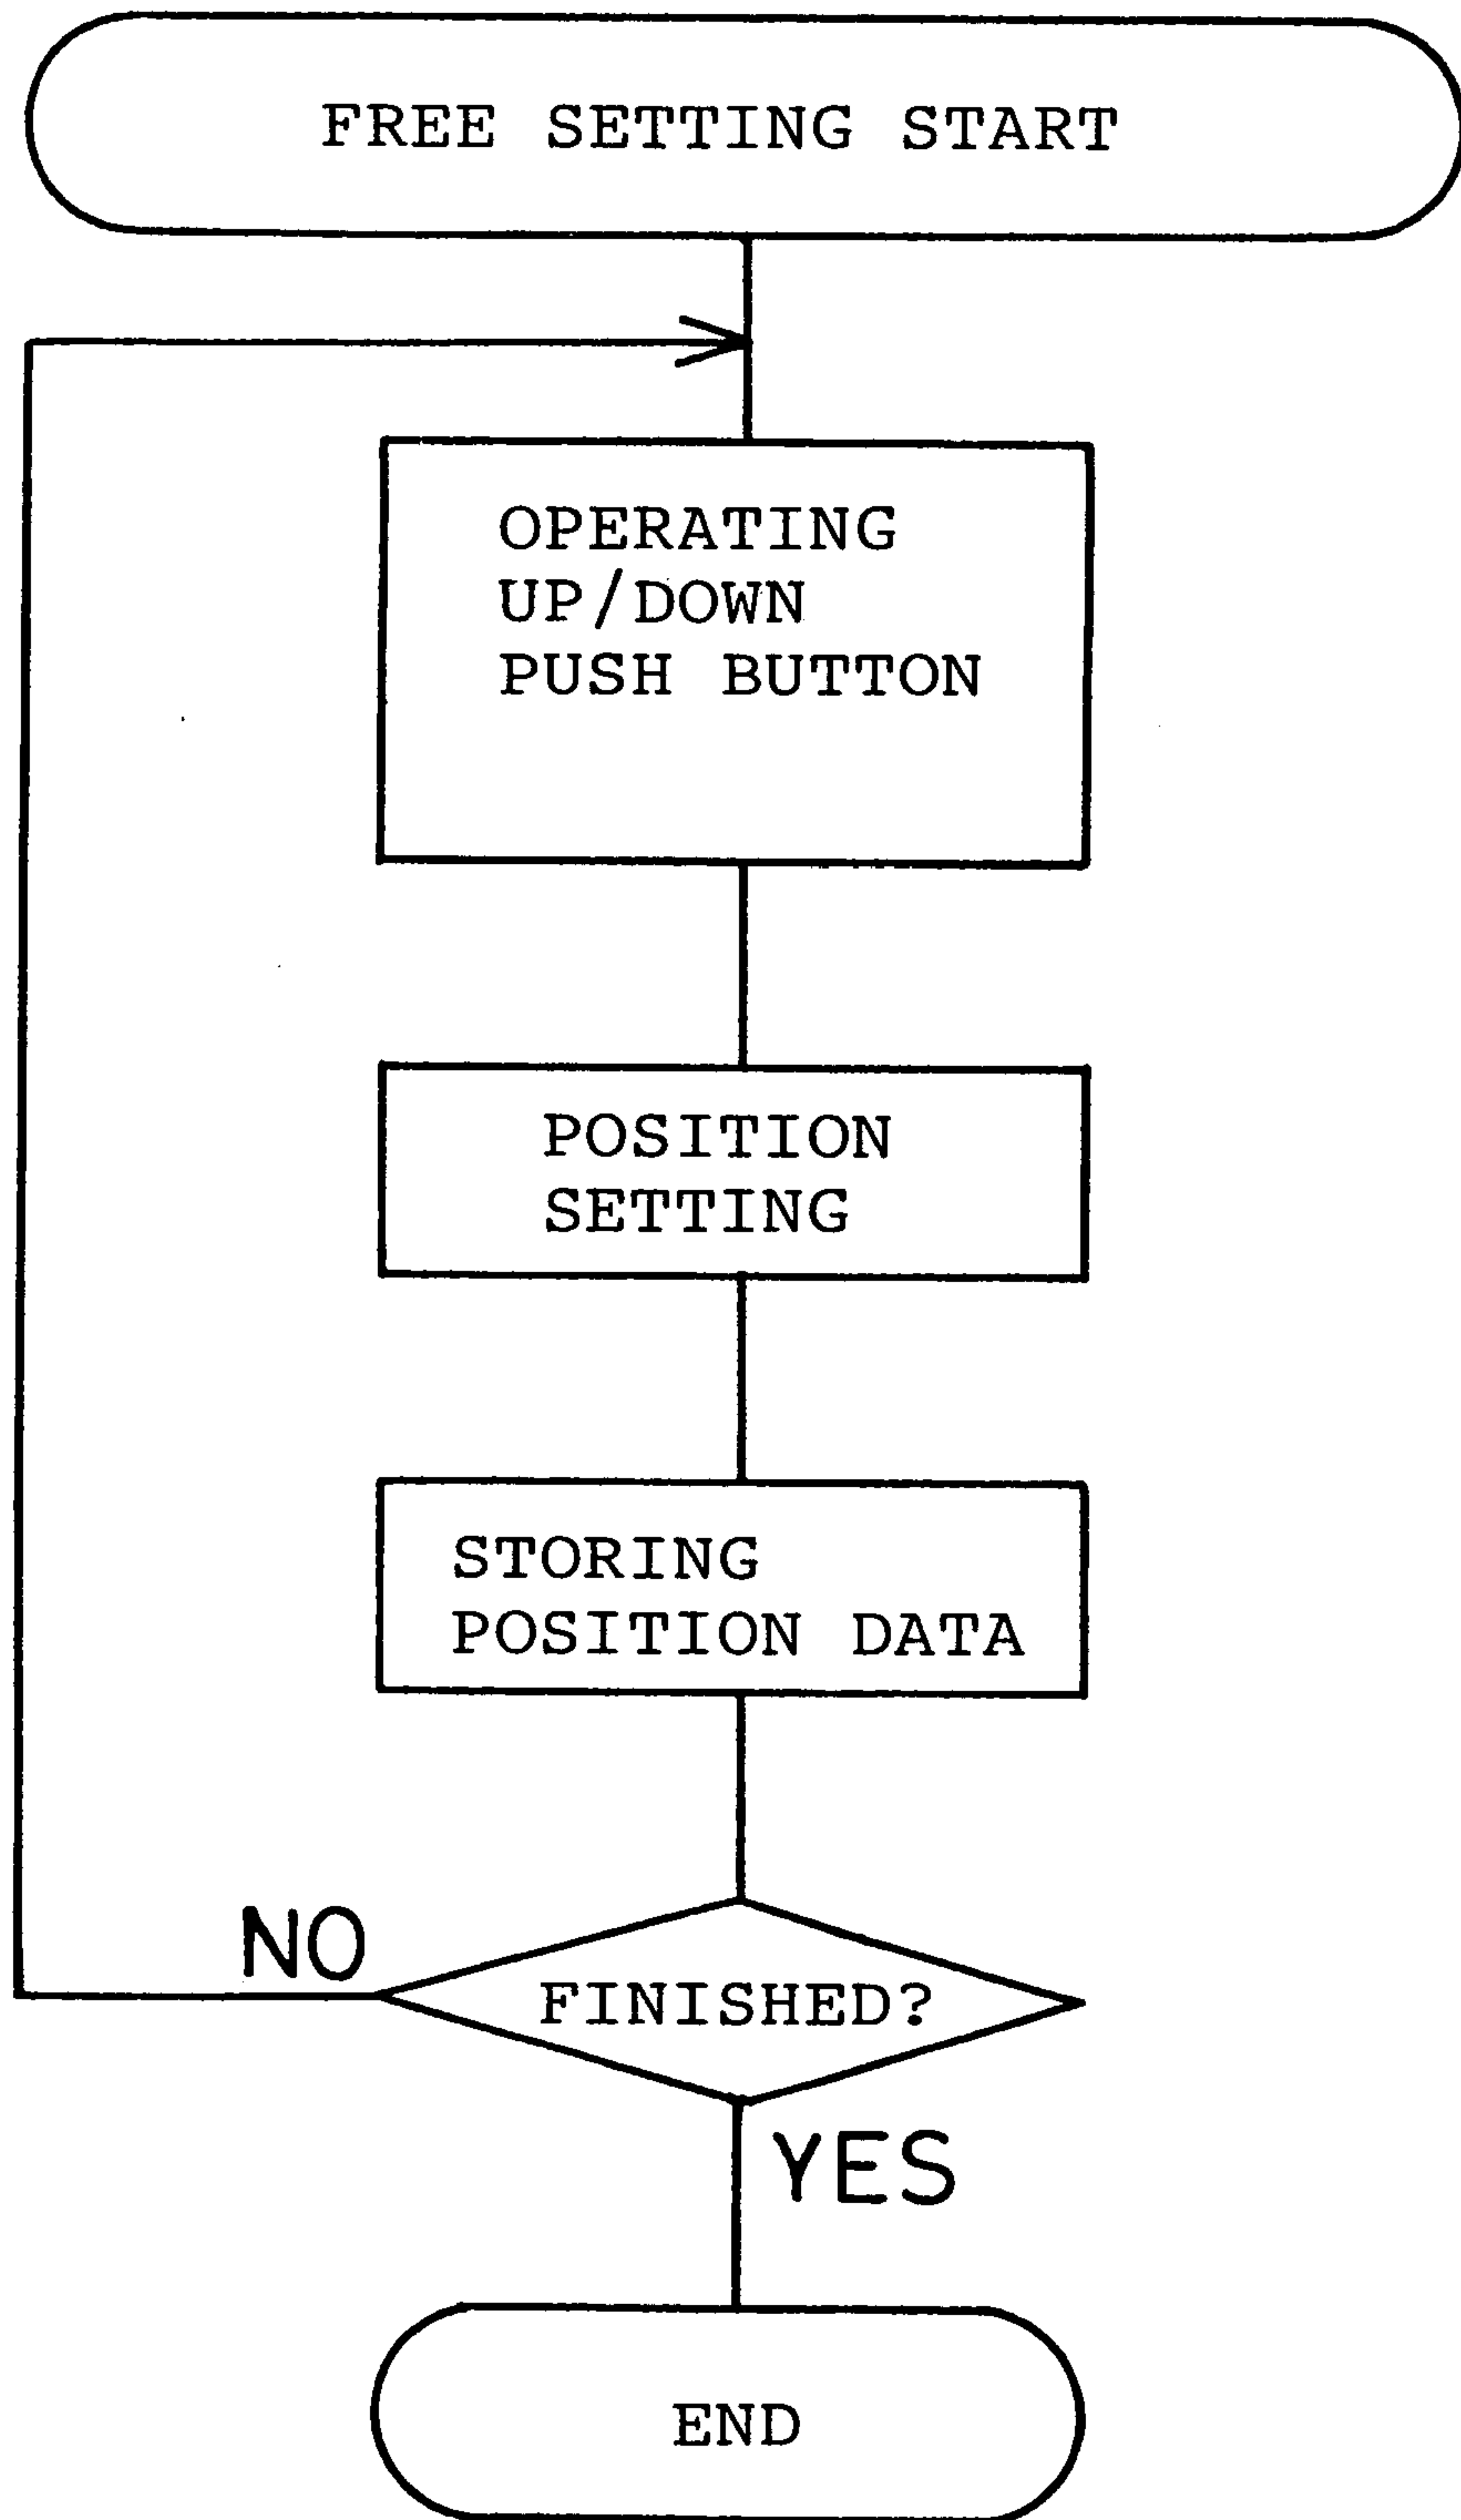 FREE SETTING START
OPERATING
UP/DOWN
PUSH BUTTON
POSITION
SETTING
STORING
POSITION DATA
NO
FINISHED?
YES
END